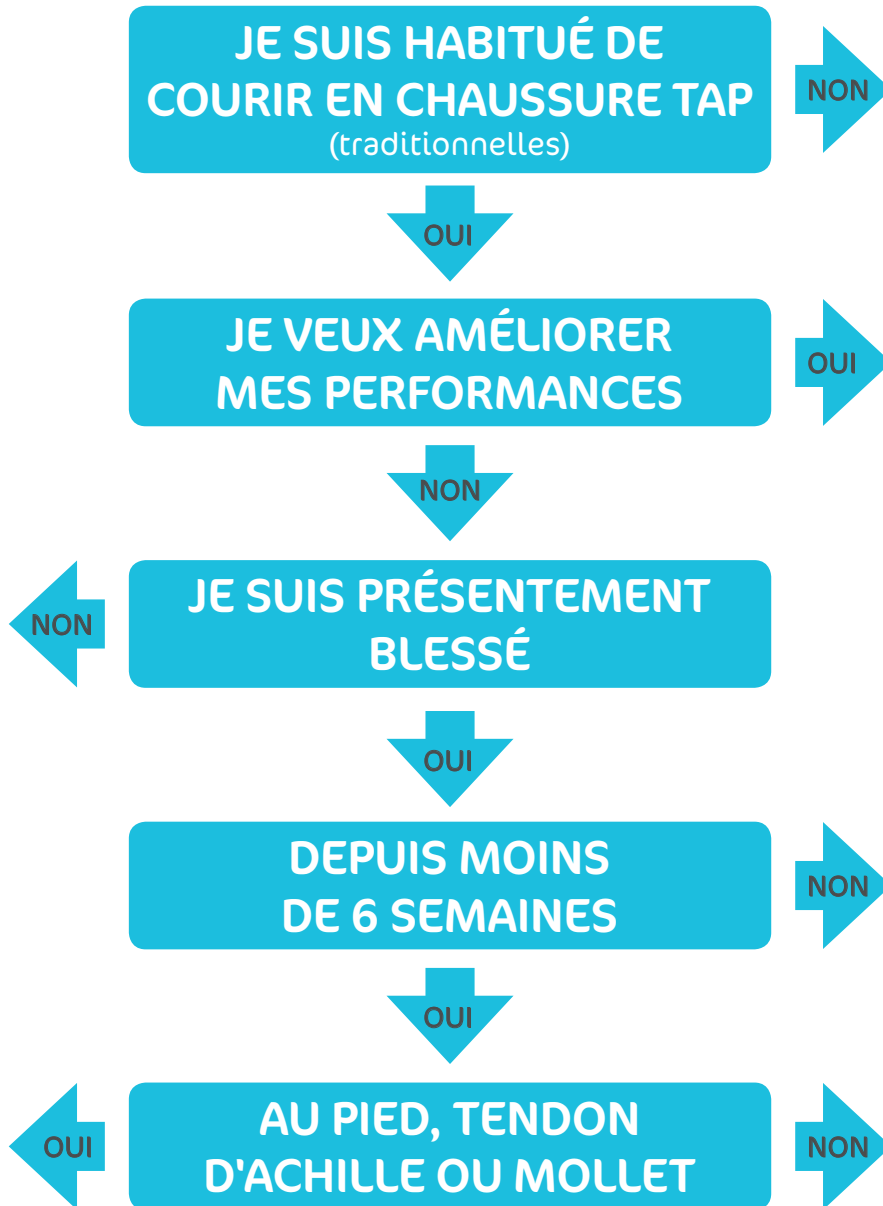 JE SUIS HABITUÉ DE
COURIR EN CHAUSSURE TAP
(traditionnelles)
NON
OUI
JE VEUX AMÉLIORER
MES PERFORMANCES
OUI
NON
JE SUIS PRÉSENTEMENT
BLESSÉ
NON
OUI
DEPUIS MOINS
DE 6 SEMAINES
NON
OUI
AU PIED, TENDON
D'ACHILLE OU MOLLET
OUI
NON